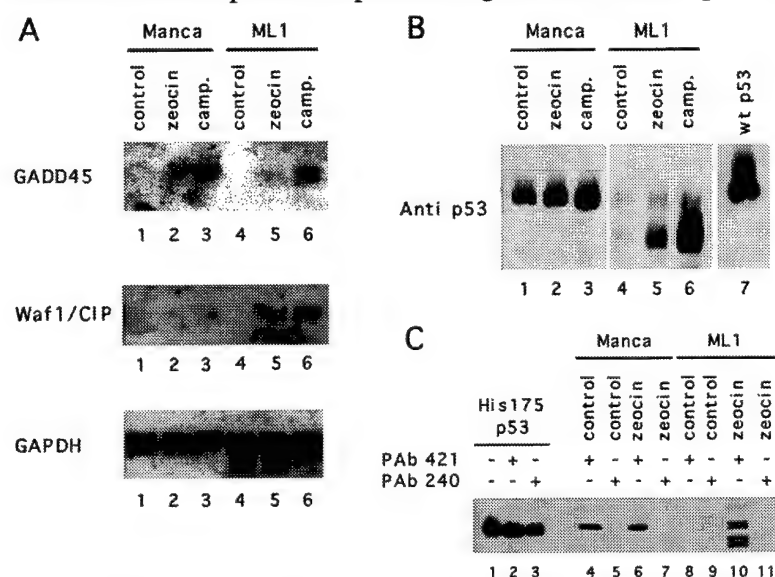 A
Manca ML1
control zeocin camp. control zeocin camp.
GADD45
1 2 3 4 5 6
Waf1/CIP
1 2 3 4 5 6
GAPDH
1 2 3 4 5 6
B
Manca ML1
control zeocin camp. control zeocin camp. wt p53
Anti p53
1 2 3 4 5 6 7
C
Manca ML1
His175
p53
control control zeocin zeocin control control zeocin zeocin
PAb 421 - + - + - + - + - + -
PAb 240 - - + - + - + - + - +
1 2 3 4 5 6 7 8 9 10 11